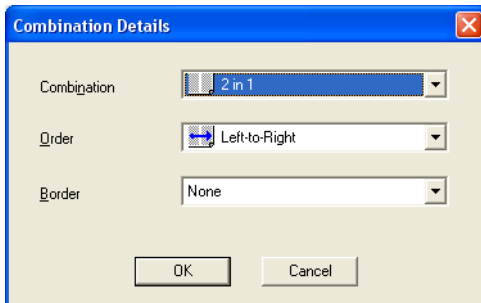 Combination Details
Combination 2 in 1
Order Left-to-Right
Border None
OK Cancel